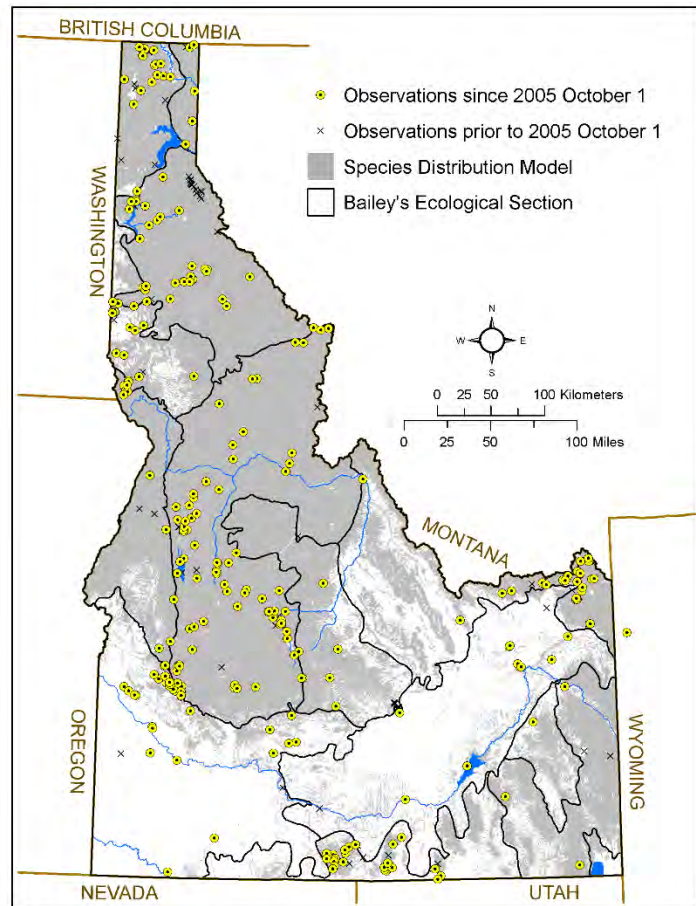 BRITISH COLUMBIA
Observations since 2005 October 1
Observations prior to 2005 October 1
Species Distribution Model
Bailey's Ecological Section
WASHINGTON
N
W E
S
0 25 50 100 Kilometers
0 25 50 100 Miles
MONTANA
OREGON
WYOMING
NEVADA
UTAH